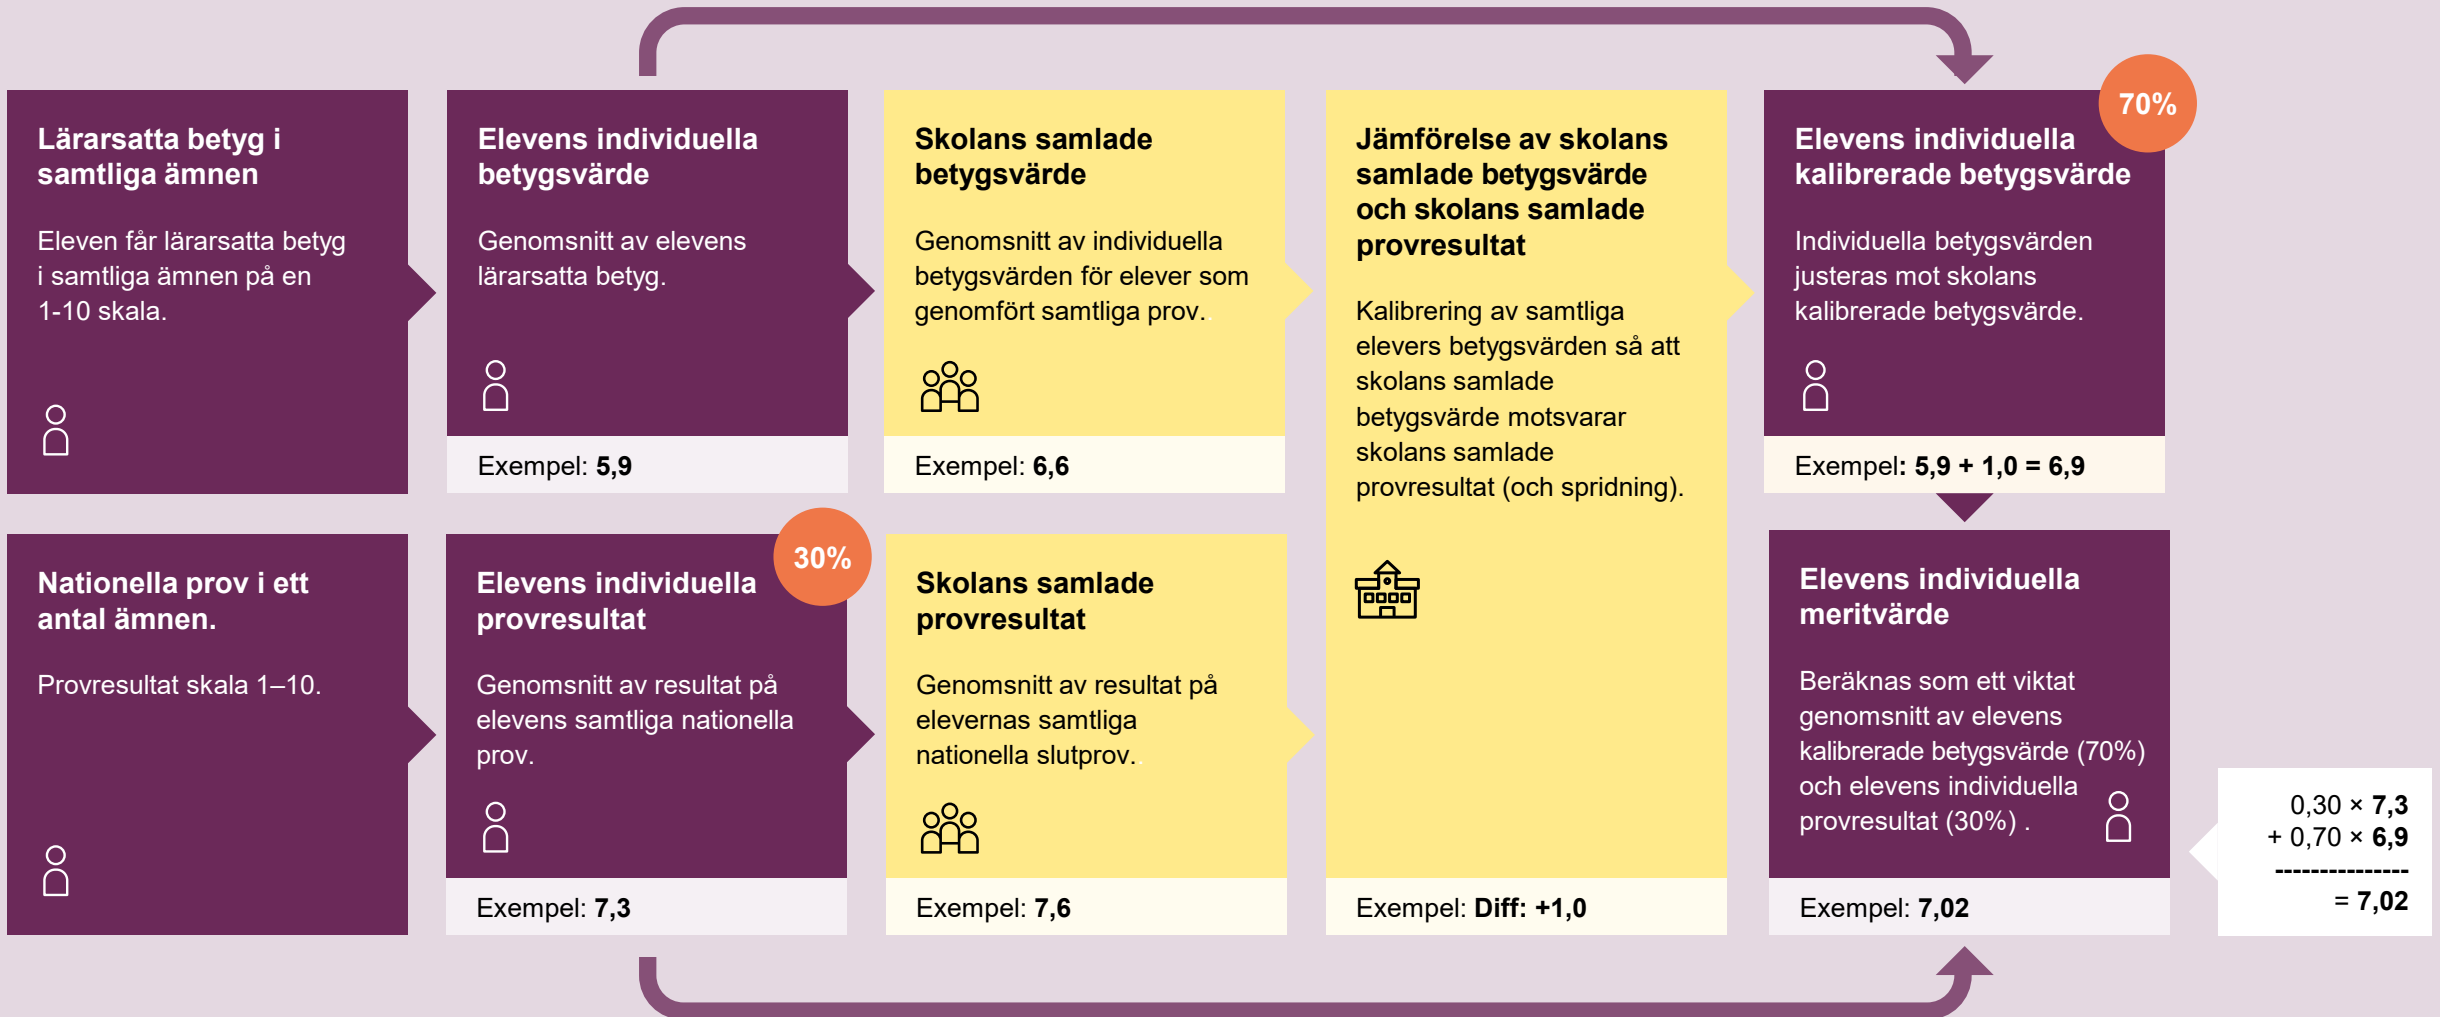 Lärarsatta betyg i
samtliga ämnen
Eleven får lärarsatta betyg
i samtliga ämnen på en
1-10 skala.
Elevens individuella
betygsvärde
Genomsnitt av elevens
lärarsatta betyg.
Exempel: 5,9
Skolans samlade
betygsvärde
Genomsnitt av individuella
betygsvärden för elever som
genomfört samtliga prov.
Exempel: 6,6
Jämförelse av skolans
samlade betygsvärde
och skolans samlade
provresultat
Kalibrering av samtliga
elevers betygsvärden så att
skolans samlade
betygsvärde motsvarar
skolans samlade
provresultat (och spridning).
Exempel: Diff: +1,0
70%
Elevens individuella
kalibrerade betygsvärde
Individuella betygsvärden
justeras mot skolans
kalibrerade betygsvärde.
Exempel: 5,9 + 1,0 = 6,9
Nationella prov i ett
antal ämnen.
Provresultat skala 1–10.
30%
Elevens individuella
provresultat
Genomsnitt av resultat på
elevens samtliga nationella
prov.
Exempel: 7,3
Skolans samlade
provresultat
Genomsnitt av resultat på
elevernas samtliga
nationella slutprov.
Exempel: 7,6
Elevens individuella
meritvärde
Beräknas som ett viktat
genomsnitt av elevens
kalibrerade betygsvärde (70%)
och elevens individuella
provresultat (30%) .
Exempel: 7,02
0,30 × 7,3
+ 0,70 × 6,9
---------------
= 7,02